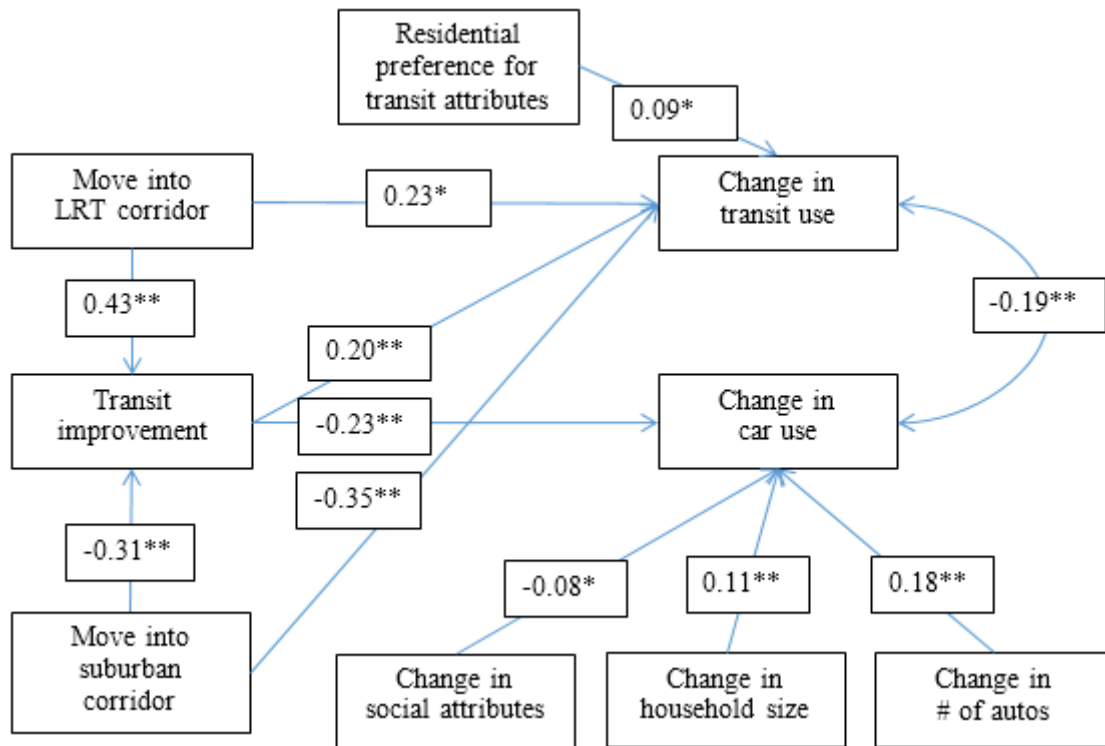 Residential
preference for
transit attributes
0.09*
Move into
LRT corridor
0.23*
Change in
transit use
0.43**
-0.19**
0.20**
Transit
improvement
-0.23**
Change in
car use
-0.35**
-0.31**
-0.08*
0.11**
0.18**
Move into
suburban
corridor
Change in
social attributes
Change in
household size
Change in
# of autos